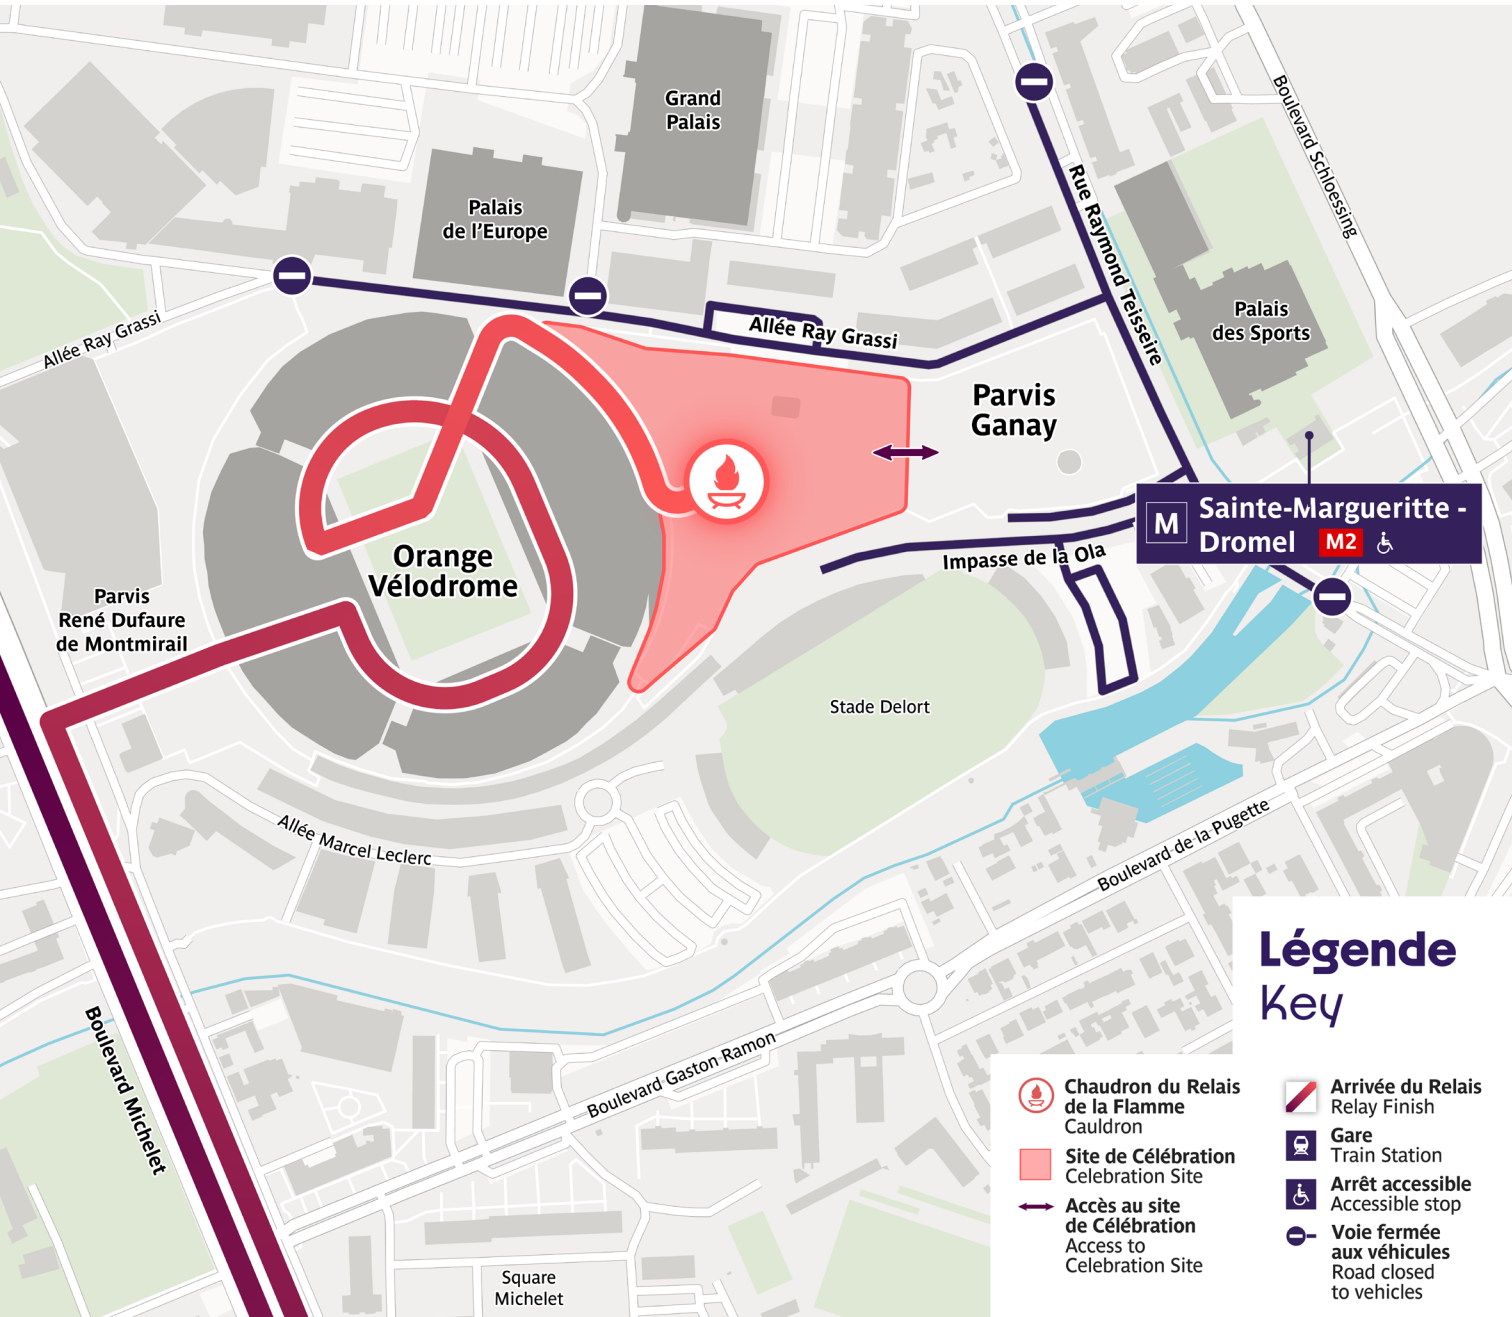 Grand
Palais
Palais
de l'Europe
Boulevard Schloessing
Rue Raymond Teisseire
Palais
des Sports
Allée Ray Grassi
Allée Ray Grassi
Parvis
Ganay
M
Sainte-Margueritte -
Dromel M2
Impasse de la Ola
Orange
Vélodrome
Parvis
René Dufaure
de Montmirail
Stade Delort
Allée Marcel Leclerc
Boulevard de la Pugette
Boulevard Michelet
Boulevard Gaston Ramon
Square
Michelet
Légende
Key
Chaudron du Relais
de la Flamme
Cauldron
Site de Célébration
Celebration Site
Accès au site
de Célébration
Access to
Celebration Site
Arrivée du Relais
Relay Finish
Gare
Train Station
Arrêt accessible
Accessible stop
Voie fermée
aux véhicules
Road closed
to vehicles